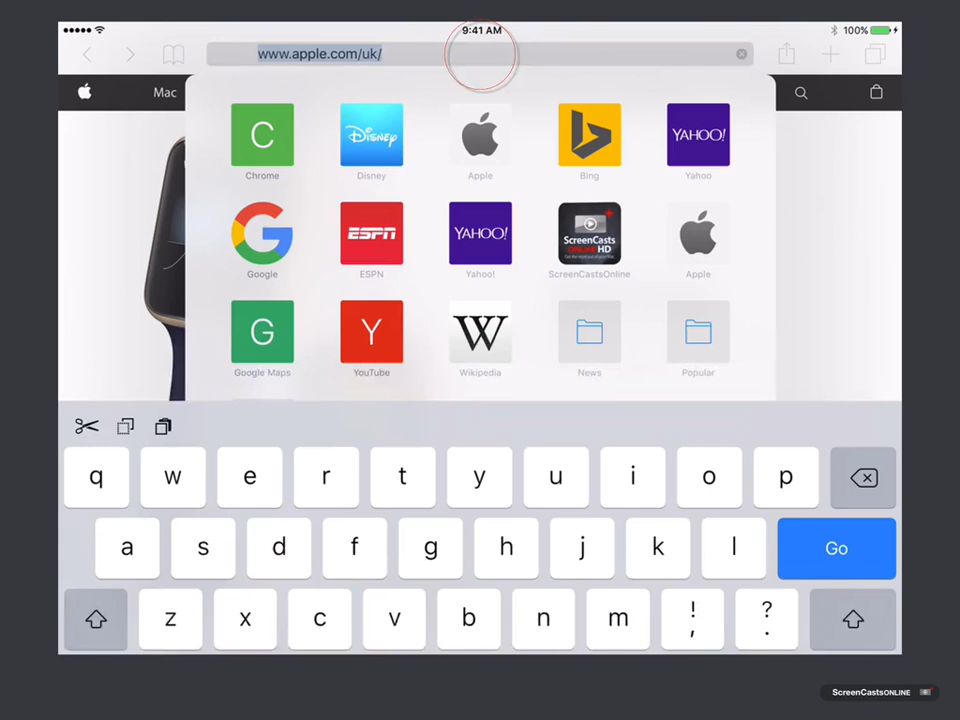 9:41 AM
100%
www.apple.com/uk/
Mac
C
Disney
YAHOO!
Chrome
Disney
Apple
Bing
Yahoo
G
ESPN
YAHOO!
ScreenCasts
ONLINE HD
Google
ESPN
Yahoo!
ScreenCastsOnline
Apple
G
Y
W
Google Maps
YouTube
Wikipedia
News
Popular
q w e r t y u i o p
a s d f g h j k l Go
z x c v b n m ! , ? .
ScreenCastsONLINE